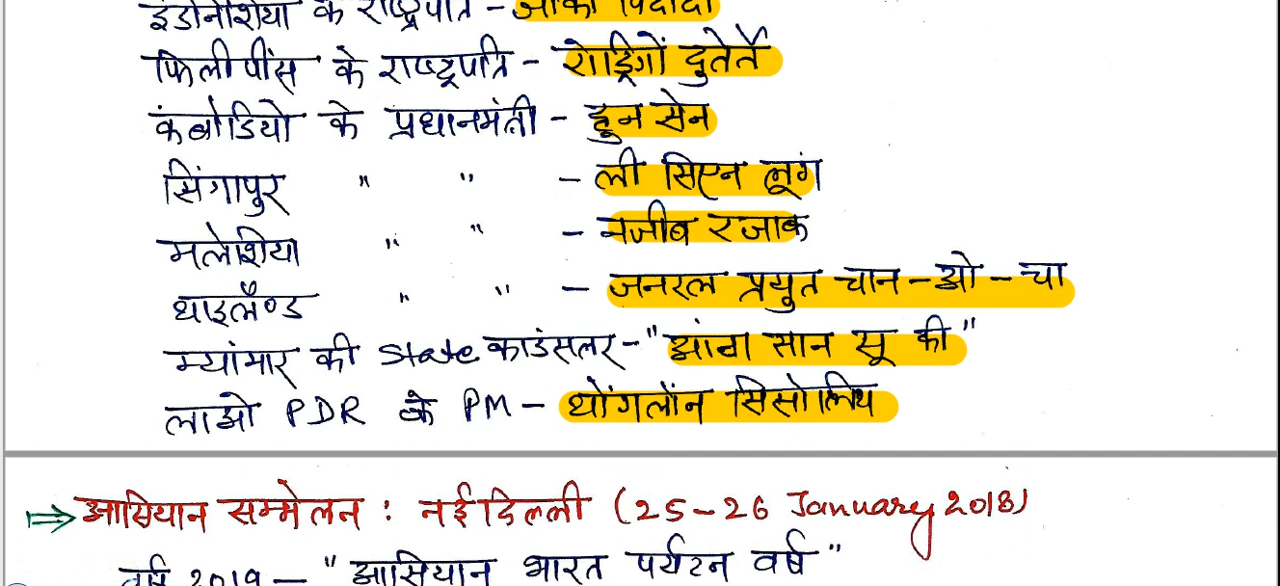 इंडोनेशिया के राष्ट्रपति - जोको विदोदो
फिलीपींस के राष्ट्रपति - रोड्रिगों दुतेर्ते
कंबोडियो के प्रधानमंत्री - हुन सेन
सिंगापुर " " - ली सिएन लूंग
मलेशिया " " - नजीब रजाक
थाइलैण्ड " " - जनरल प्रयुत चान - ओ - चा
म्यांमार की State काउंसलर - "आंग सान सू की"
लाओ PDR के PM - थोंगलोंन सिसोलिथ
⇒ आसियान सम्मेलन : नई दिल्ली (25-26 January 2018)
वर्ष 2019 - "आसियान भारत पर्यटन वर्ष"